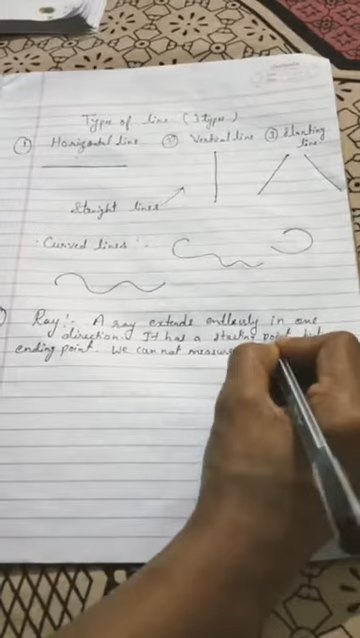 Types of line (3 types)
① Horizontal line ② Vertical line ③ Slanting
line
Straight lines
Curved lines :-
Ray :- A ray extends endlessly in one
direction. It has a starting point but
ending point. We can not measure